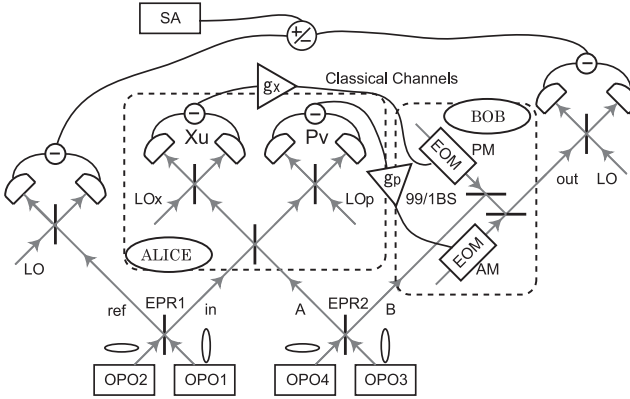 SA
+/−
gx
Classical Channels
BOB
−
−
−
−
Xu
Pv
EOM
PM
gp
99/1BS
LOx
LOp
out
LO
LO
ALICE
EOM
AM
ref
EPR1
in
A
EPR2
B
OPO2
OPO1
OPO4
OPO3